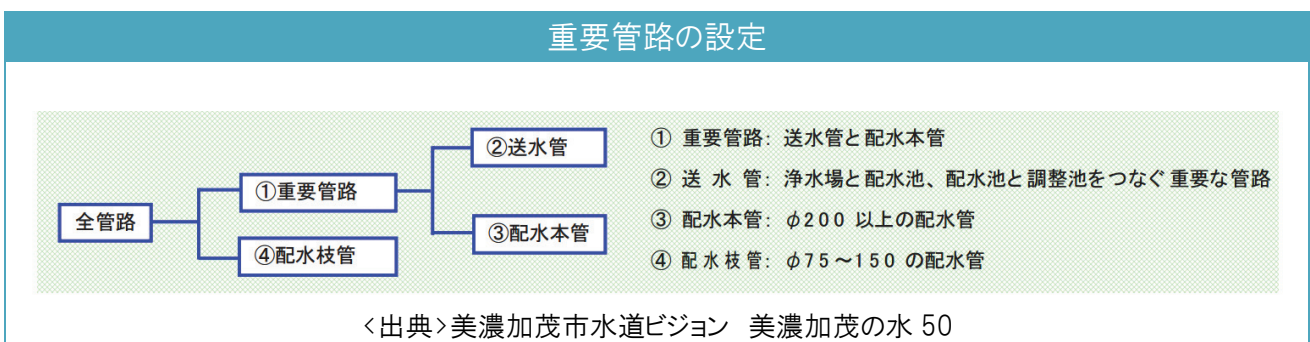 重要管路の設定
全管路
①重要管路
④配水枝管
②送水管
③配水本管
① 重要管路: 送水管と配水本管
② 送 水 管: 浄水場と配水池、配水池と調整池をつなぐ重要な管路
③ 配水本管: φ200 以上の配水管
④ 配水枝管: φ75～150 の配水管
<出典>美濃加茂市水道ビジョン 美濃加茂の水 50